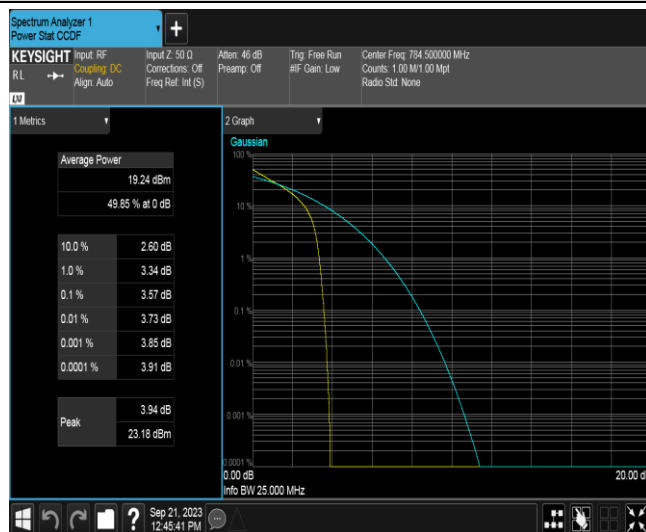 Spectrum Analyzer 1
Power Stat CCDF
+
KEYSIGHT
RL
LXI
Input: RF
Coupling: DC
Align: Auto
Input Z: 50 Ω
Corrections: Off
Freq Ref: Int (S)
Atten: 46 dB
Preamp: Off
Trig: Free Run
#IF Gain: Low
Center Freq: 784.500000 MHz
Counts: 1.00 M/1.00 Mpt
Radio Std: None
1 Metrics
Average Power
19.24 dBm
49.85 % at 0 dB
10.0 % 2.60 dB
1.0 % 3.34 dB
0.1 % 3.57 dB
0.01 % 3.73 dB
0.001 % 3.85 dB
0.0001 % 3.91 dB
Peak
3.94 dB
23.18 dBm
2 Graph
Gaussian
100 %
10 %
1 %
0.1 %
0.01 %
0.001 %
0.0001 %
0.00 dB
20.00 d
Info BW 25.000 MHz
?
Sep 21, 2023
12:45:41 PM